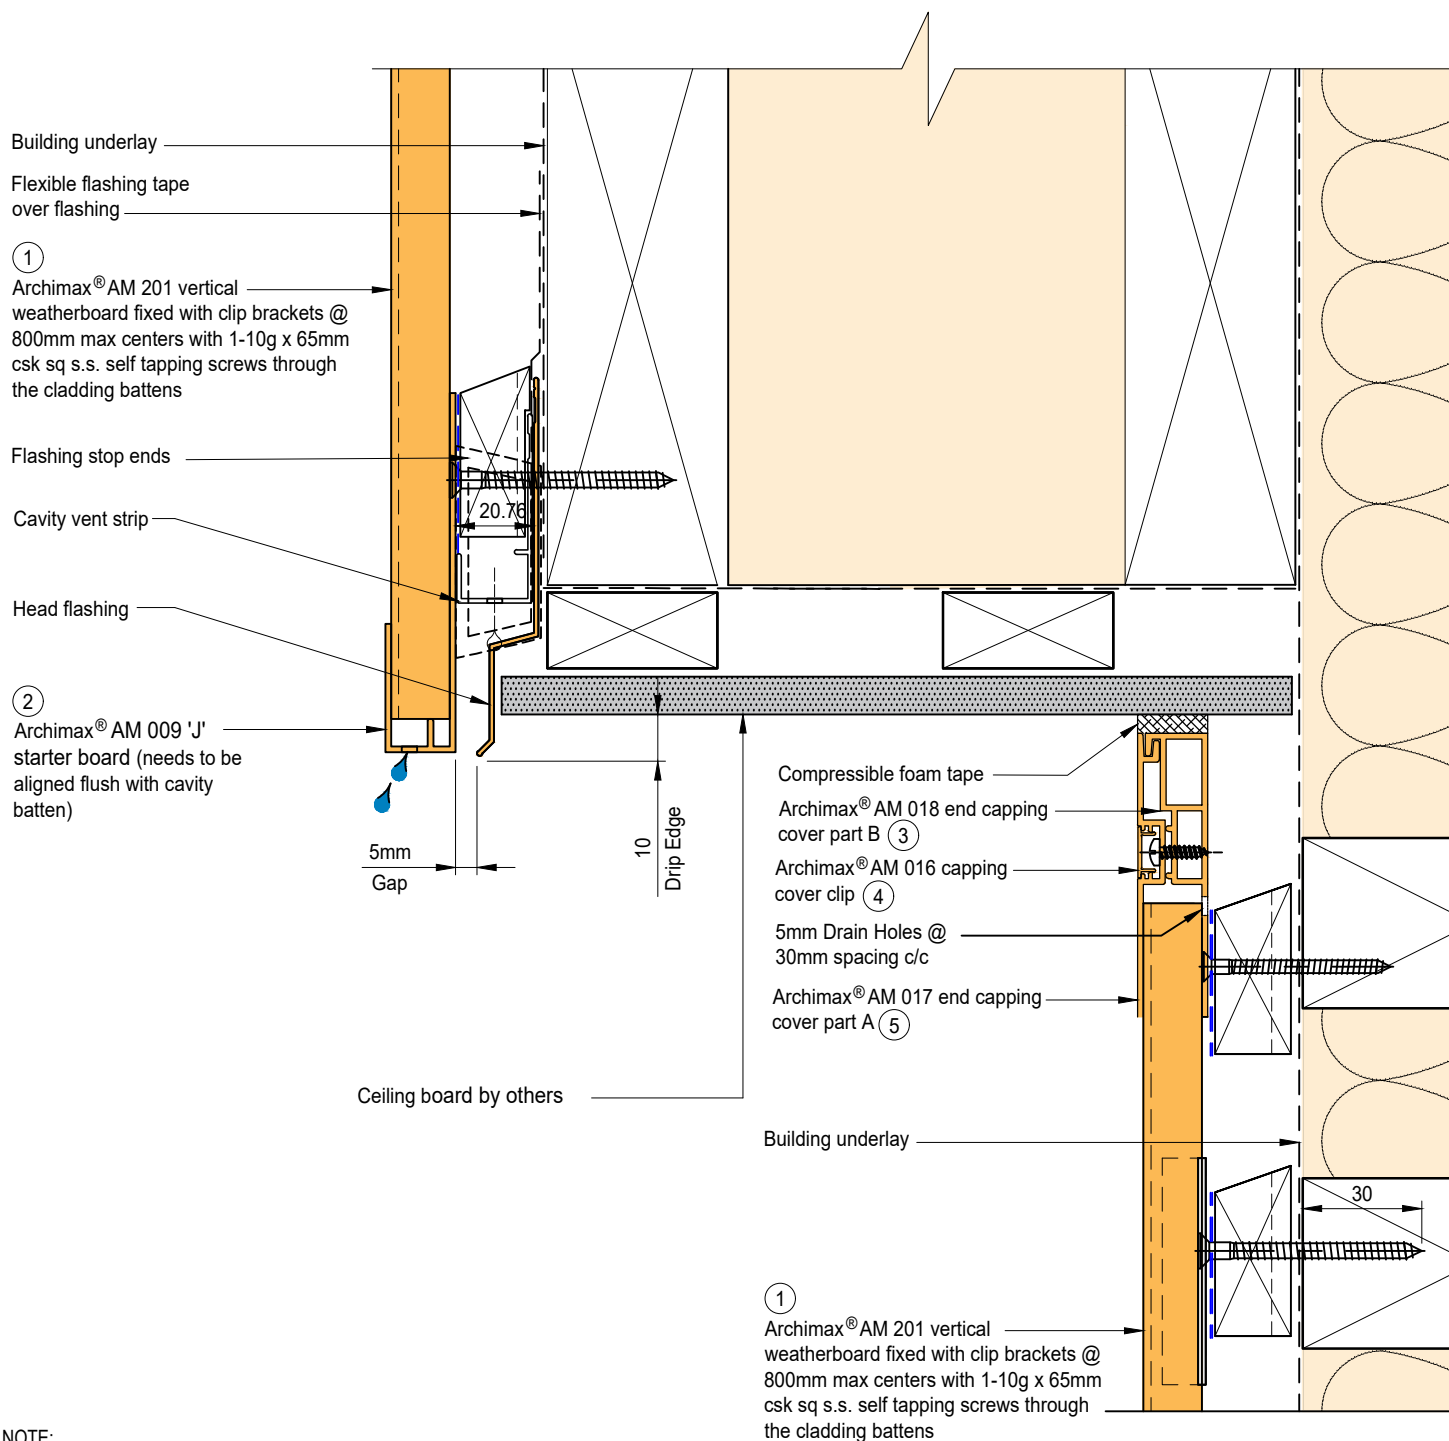 Building underlay
Flexible flashing tape
over flashing
1
Archimax® AM 201 vertical
weatherboard fixed with clip brackets @
800mm max centers with 1-10g x 65mm
csk sq s.s. self tapping screws through
the cladding battens
Flashing stop ends
20.76
Cavity vent strip
Head flashing
2
Archimax® AM 009 'J'
starter board (needs to be
aligned flush with cavity
batten)
5mm
Gap
10
Drip Edge
Compressible foam tape
Archimax® AM 018 end capping
cover part B 3
Archimax® AM 016 capping
cover clip 4
5mm Drain Holes @
30mm spacing c/c
Archimax® AM 017 end capping
cover part A 5
Ceiling board by others
Building underlay
30
1
Archimax® AM 201 vertical
weatherboard fixed with clip brackets @
800mm max centers with 1-10g x 65mm
csk sq s.s. self tapping screws through
the cladding battens
NOTE: